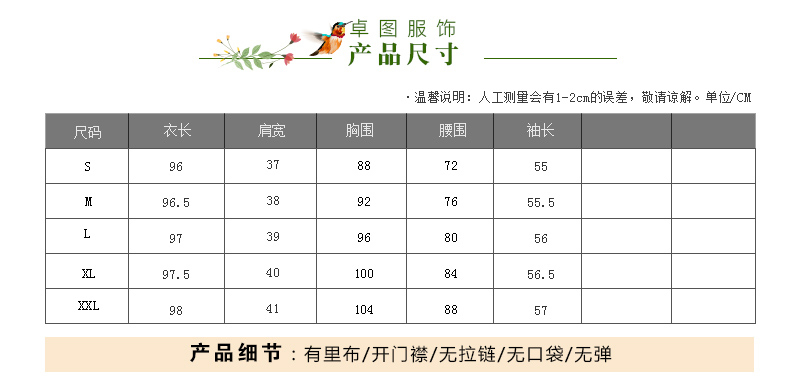 卓图服饰
产品尺寸
·温馨说明：人工测量会有1-2cm的误差，敬请谅解。单位/CM
尺码 衣长 肩宽 胸围 腰围 袖长
S 96 37 88 72 55
M 96.5 38 92 76 55.5
L 97 39 96 80 56
XL 97.5 40 100 84 56.5
XXL 98 41 104 88 57
产品细节：有里布/开门襟/无拉链/无口袋/无弹